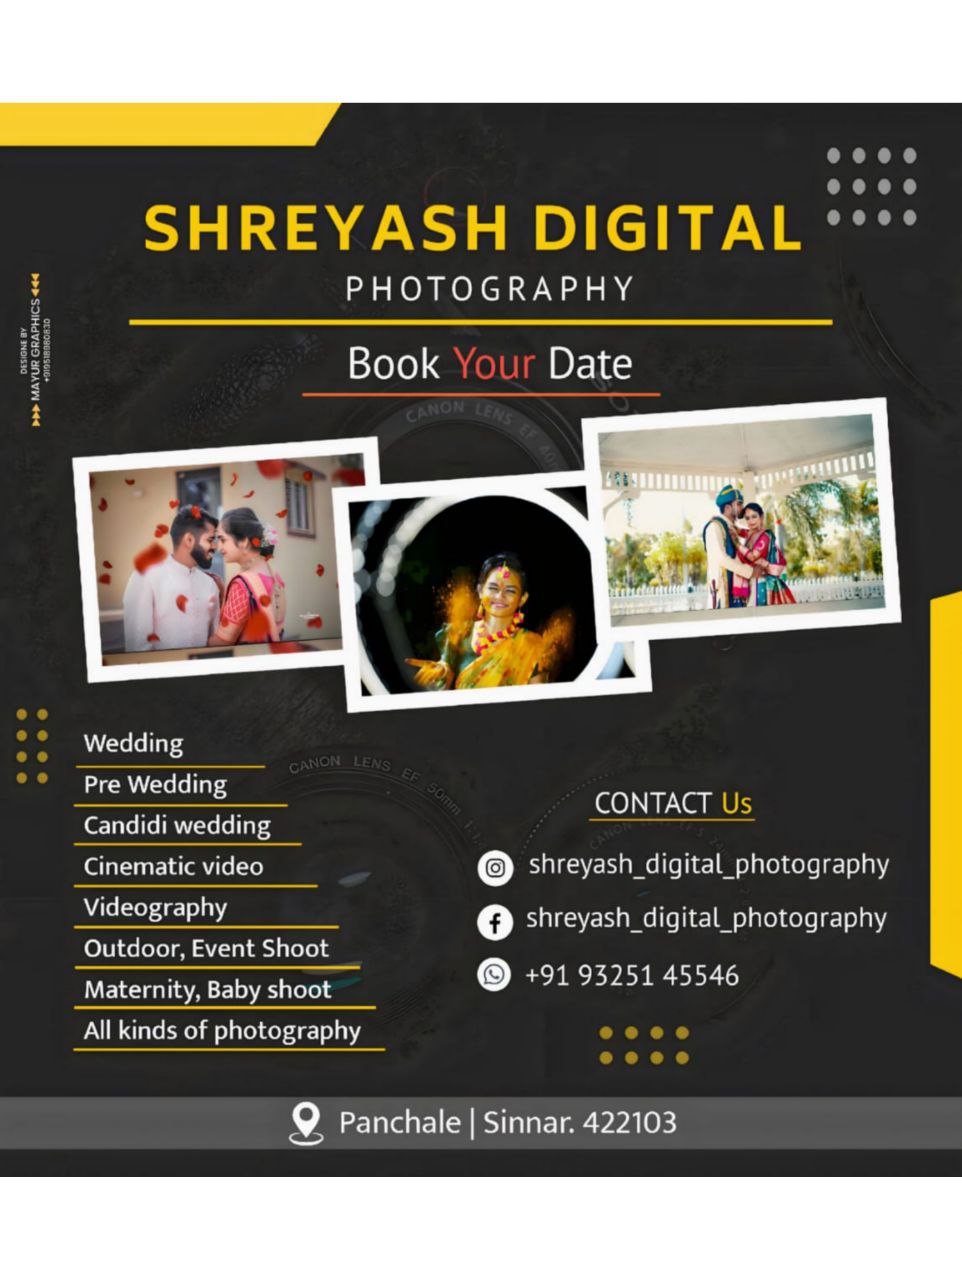 SHREYASH DIGITAL
PHOTOGRAPHY
Book Your Date
DESIGNE BY
MAYUR GRAPHICS
CANON LENS EF 40m
Wedding
Pre Wedding
Candidi wedding
Cinematic video
Videography
Outdoor, Event Shoot
Maternity, Baby shoot
All kinds of photography
CANON LENS EF 50mm
CONTACT Us
shreyash_digital_photography
shreyash_digital_photography
+91 93251 45546
Panchale | Sinnar. 422103